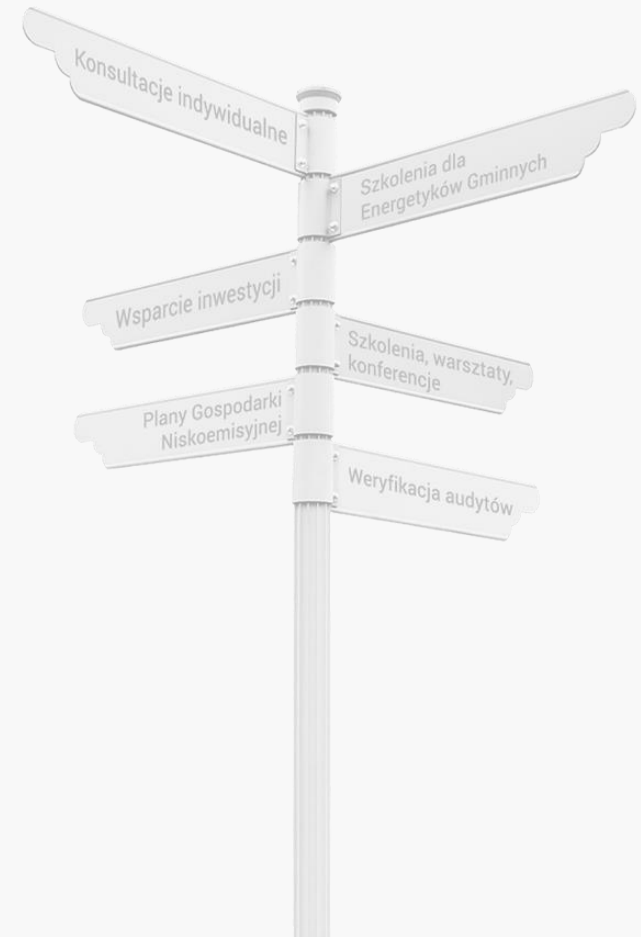 Konsultacje indywidualne
Szkolenia dla
Energetyków Gminnych
Wsparcie inwestycji
Szkolenia, warsztaty,
konferencje
Plany Gospodarki
Niskoemisyjnej
Weryfikacja audytów